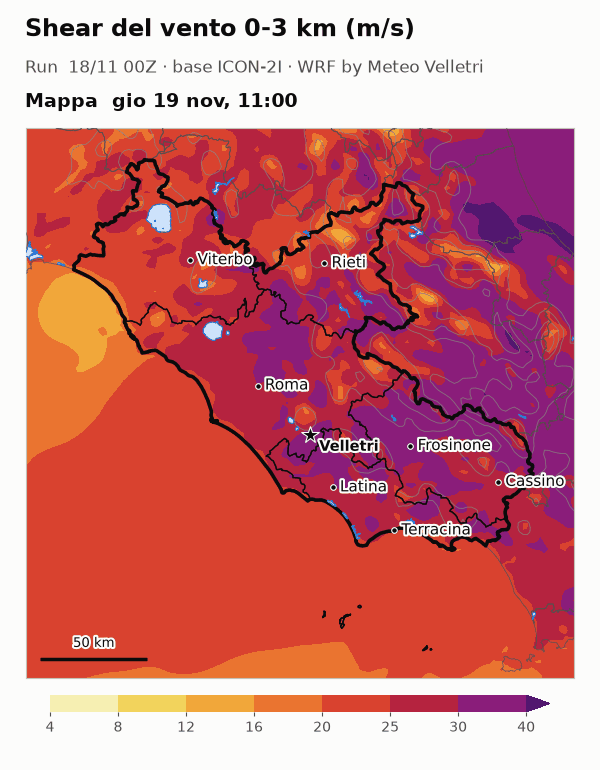 Shear del vento 0-3 km (m/s)
Run  18/11 00Z · base ICON-2I · WRF by Meteo Velletri
Mappa  gio 19 nov, 11:00
Viterbo
Rieti
Roma
Velletri
Frosinone
Cassino
Latina
Terracina
50 km
4 8 12 16 20 25 30 40